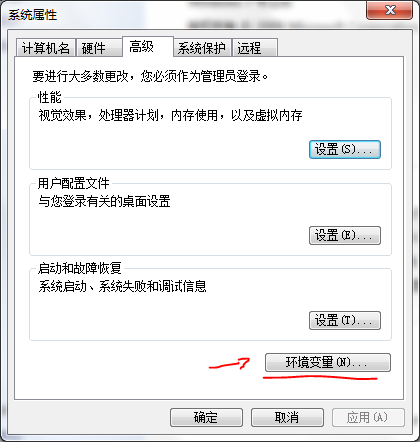 系统属性
计算机名 硬件 高级 系统保护 远程
要进行大多数更改，您必须作为管理员登录。
性能
视觉效果，处理器计划，内存使用，以及虚拟内存
设置(S)...
用户配置文件
与您登录有关的桌面设置
设置(E)...
启动和故障恢复
系统启动、系统失败和调试信息
设置(T)...
环境变量(N)...
确定 取消 应用(A)